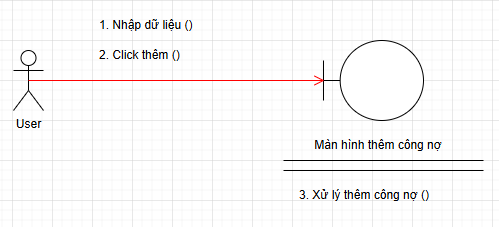 1. Nhập dữ liệu ()
2. Click thêm ()
User
Màn hình thêm công nợ
3. Xử lý thêm công nợ ()